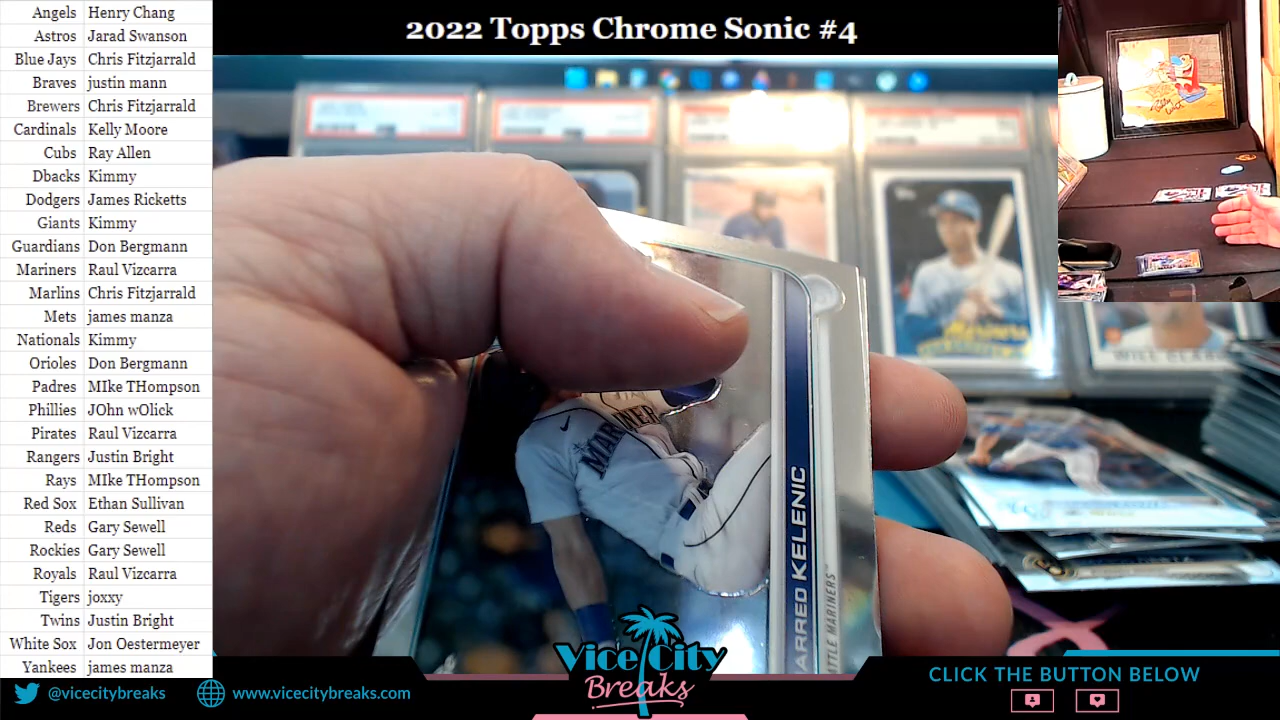 2022 Topps Chrome Sonic #4
Angels Henry Chang
Astros Jarad Swanson
Blue Jays Chris Fitzjarrald
Braves justin mann
Brewers Chris Fitzjarrald
Cardinals Kelly Moore
Cubs Ray Allen
Dbacks Kimmy
Dodgers James Ricketts
Giants Kimmy
Guardians Don Bergmann
Mariners Raul Vizcarra
Marlins Chris Fitzjarrald
Mets james manza
Nationals Kimmy
Orioles Don Bergmann
Padres MIke THompson
Phillies JOhn wOlick
Pirates Raul Vizcarra
Rangers Justin Bright
Rays MIke THompson
Red Sox Ethan Sullivan
Reds Gary Sewell
Rockies Gary Sewell
Royals Raul Vizcarra
Tigers joxxy
Twins Justin Bright
White Sox Jon Oestermeyer
Yankees james manza
Mariners
WILL CLAR
MARINER
ARRED KELENIC
TTLE MARINERS
Vice City
Breaks
@vicecitybreaks
www.vicecitybreaks.com
CLICK THE BUTTON BELOW